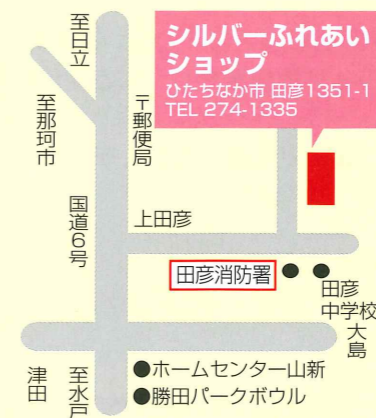 シルバーふれあい
ショップ
ひたちなか市 田彦1351-1
TEL 274-1335
至日立
至那珂市
〒郵便局
国道6号
上田彦
田彦消防署
田彦
中学校
大島
津田
至水戸
●ホームセンター山新
●勝田パークボウル